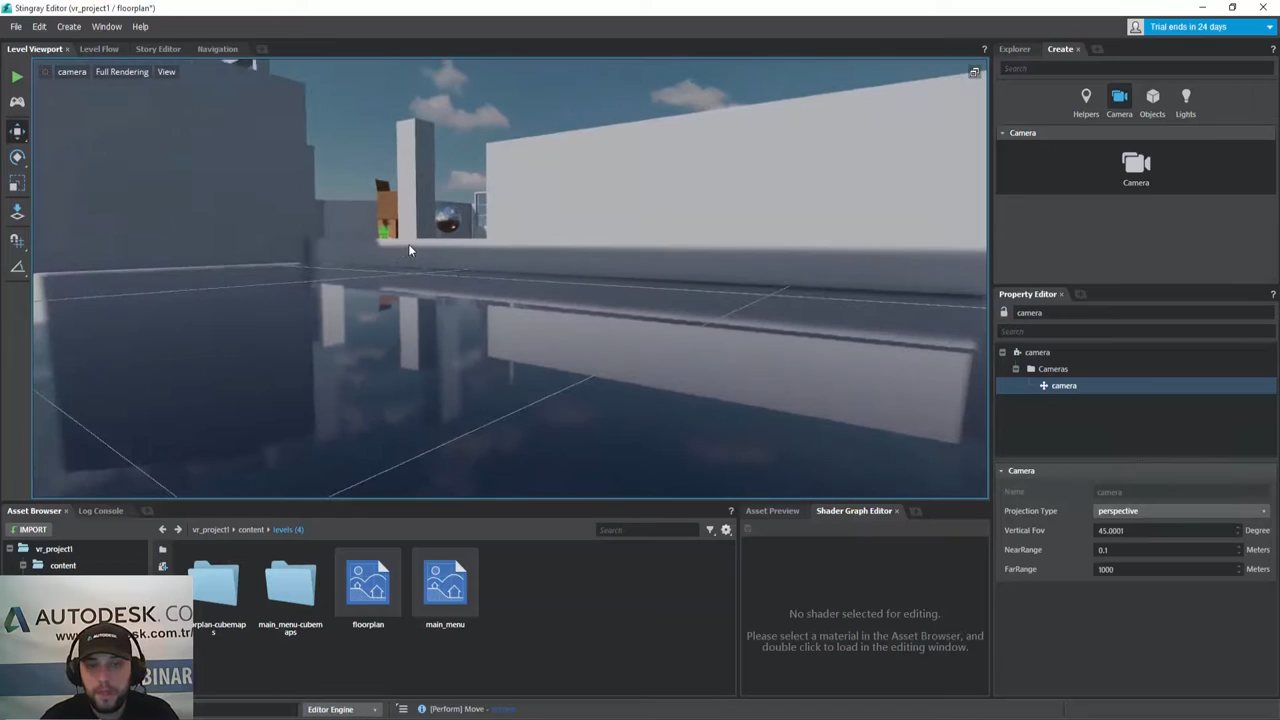 Stingray Editor (vr_project1 / floorplan*)
File Edit Create Window Help
Trial ends in 24 days
Level Viewport Level Flow Story Editor Navigation
Explorer Create
camera Full Rendering View
Search
Helpers Camera Objects Lights
Camera
Camera
Property Editor
camera
Search
camera
Cameras
camera
Camera
Name camera
Projection Type perspective
Vertical Fov 45.0001 Degree
NearRange 0.1 Meters
FarRange 1000 Meters
Asset Browser Log Console
IMPORT
vr_project1 content levels (4)
Search
vr_project1
content
orplan-cubemap
s
main_menu-cubem
aps
floorplan
main_menu
Asset Preview Shader Graph Editor
No shader selected for editing.
Please select a material in the Asset Browser, and
double click to load in the editing window.
AUTODESK.CO
www.autodesk.com.tr/
BINAR
Editor Engine
[Perform] Move -